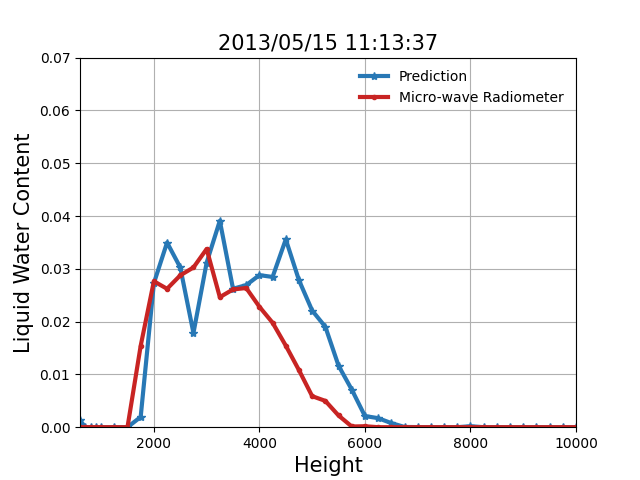 2013/05/15 11:13:37
0.07
0.06
0.05
0.04
0.03
0.02
0.01
0.00
Liquid Water Content
Prediction
Micro-wave Radiometer
2000 4000 6000 8000 10000
Height